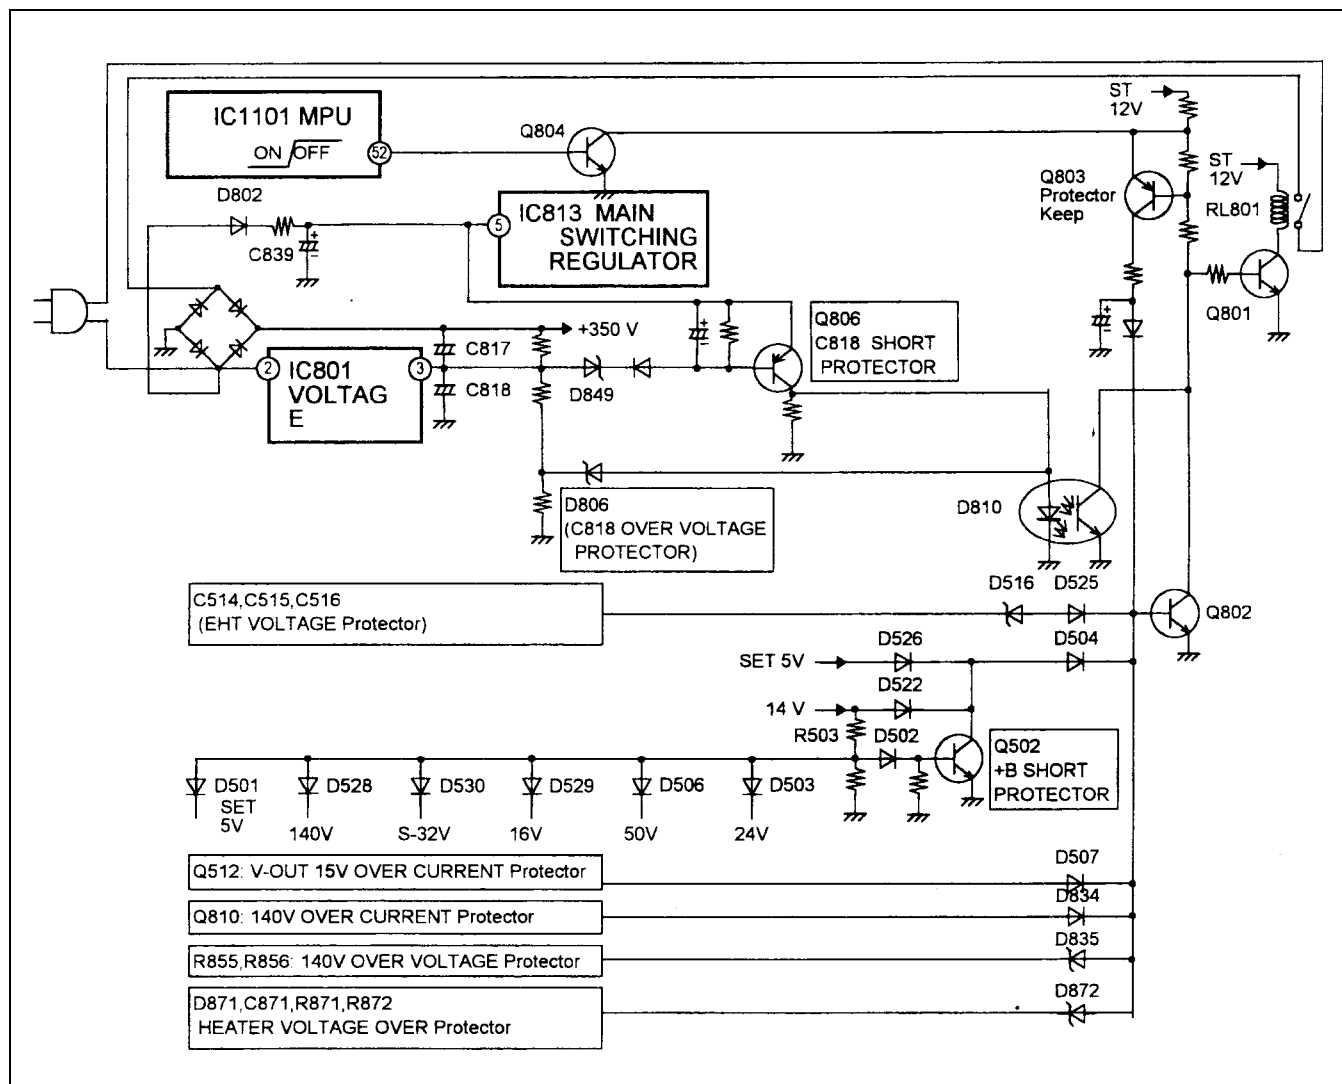 IC1101 MPU
ON OFF
52
Q804
ST
12V
D802
C839
5
IC813 MAIN
SWITCHING
REGULATOR
Q803
Protector
Keep
ST
12V
RL801
Q801
+350 V
C817
C818
2
IC801
VOLTAG
E
3
D849
Q806
C818 SHORT
PROTECTOR
D806
(C818 OVER VOLTAGE
PROTECTOR)
D810
C514,C515,C516
(EHT VOLTAGE Protector)
D516
D525
Q802
SET 5V
D526
D504
14 V
D522
R503
D502
Q502
+B SHORT
PROTECTOR
D501
SET
5V
D528
140V
D530
S-32V
D529
16V
D506
50V
D503
24V
Q512: V-OUT 15V OVER CURRENT Protector
D507
Q810: 140V OVER CURRENT Protector
D834
R855,R856: 140V OVER VOLTAGE Protector
D835
D871,C871,R871,R872
HEATER VOLTAGE OVER Protector
D872